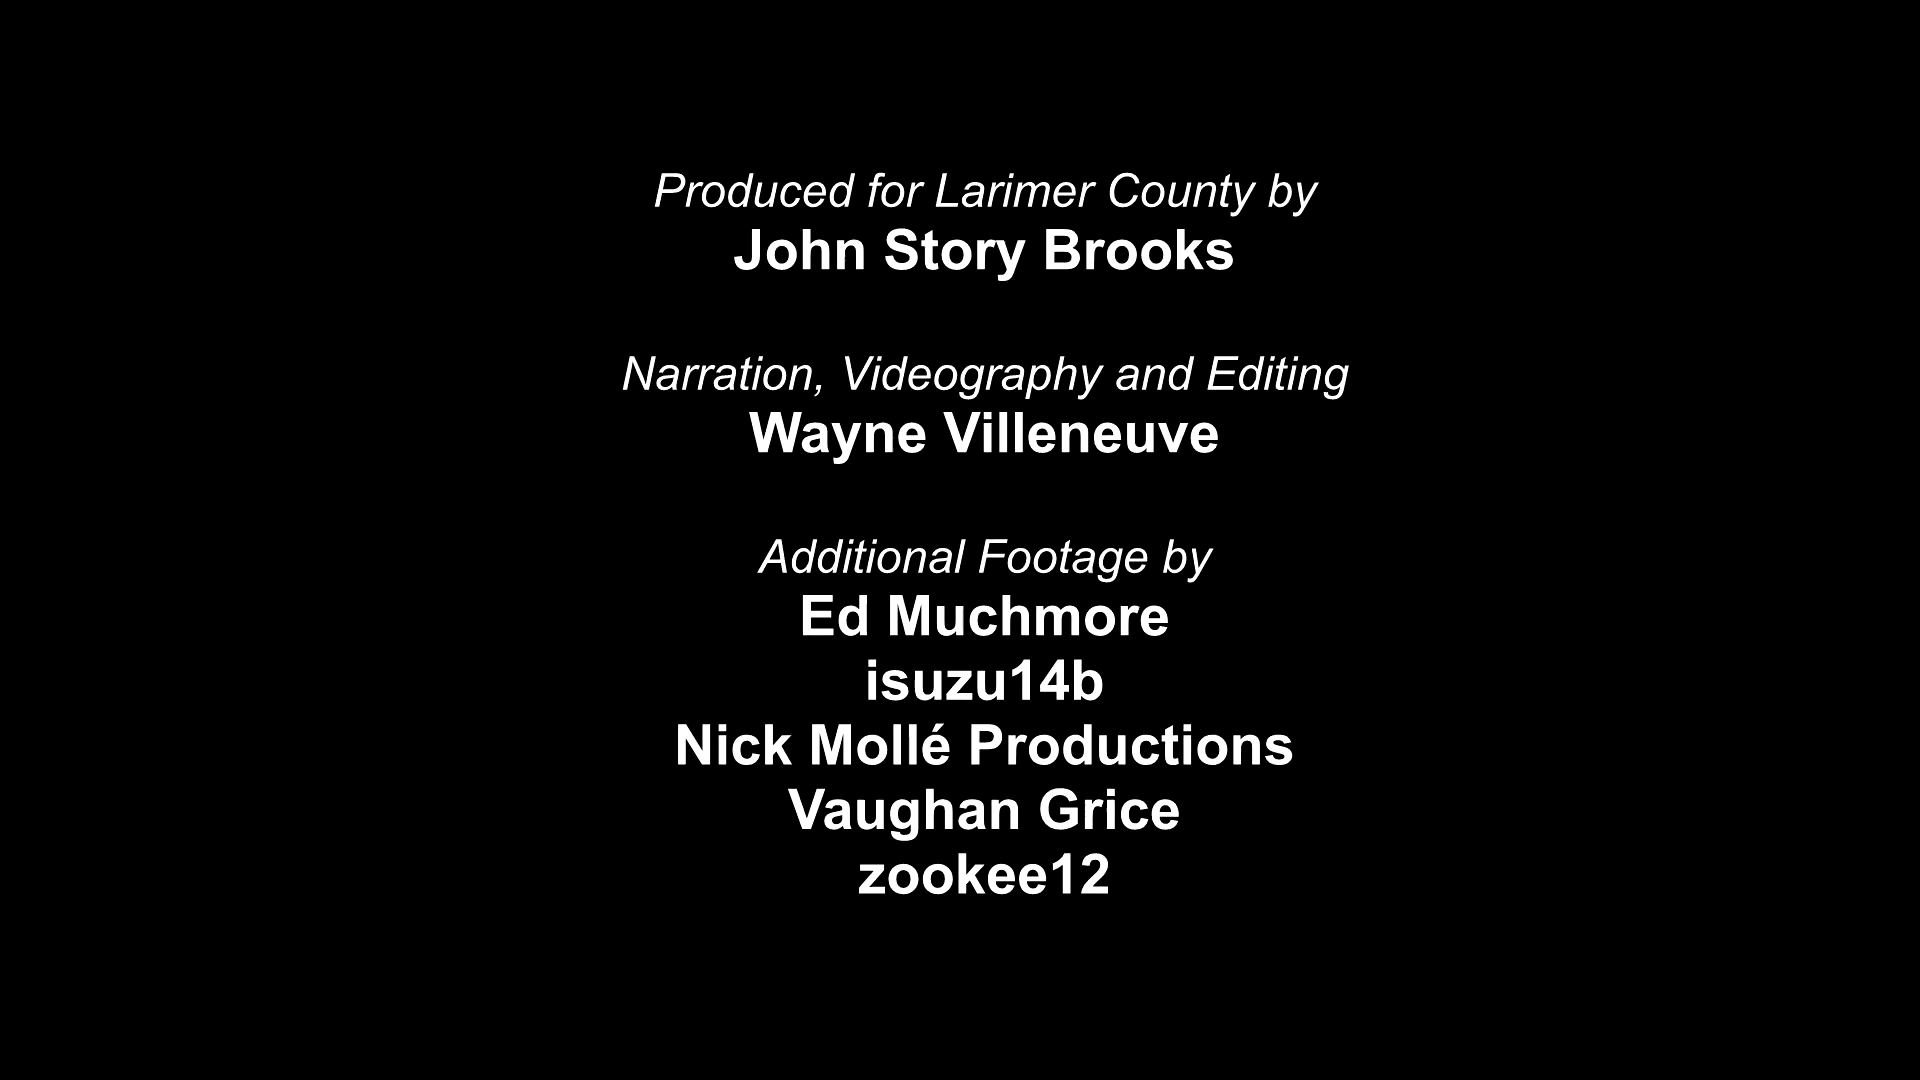 Produced for Larimer County by
John Story Brooks
Narration, Videography and Editing
Wayne Villeneuve
Additional Footage by
Ed Muchmore
isuzu14b
Nick Mollé Productions
Vaughan Grice
zookee12